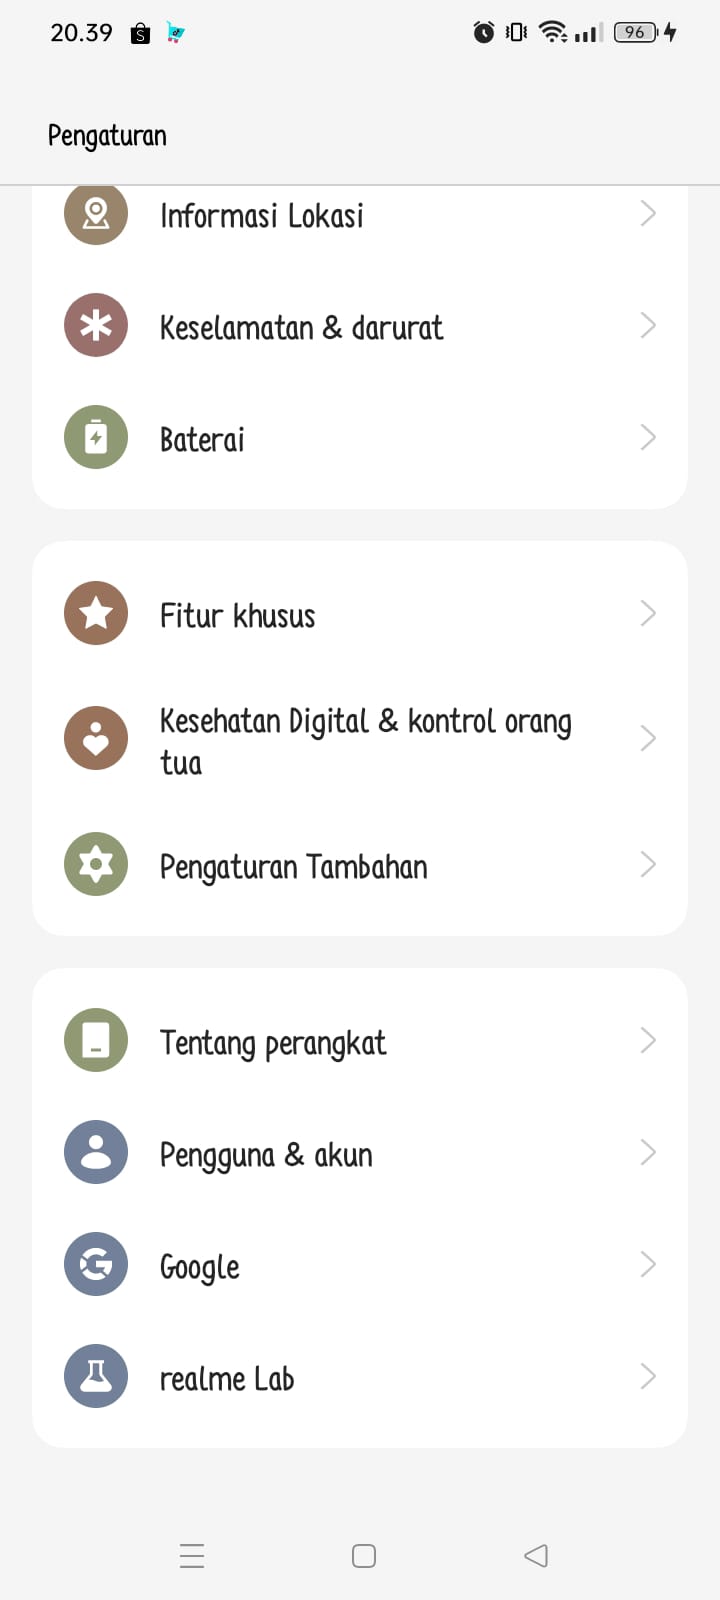 20.39
96
Pengaturan
Informasi Lokasi
Keselamatan & darurat
Baterai
Fitur khusus
Kesehatan Digital & kontrol orang
tua
Pengaturan Tambahan
Tentang perangkat
Pengguna & akun
Google
realme Lab